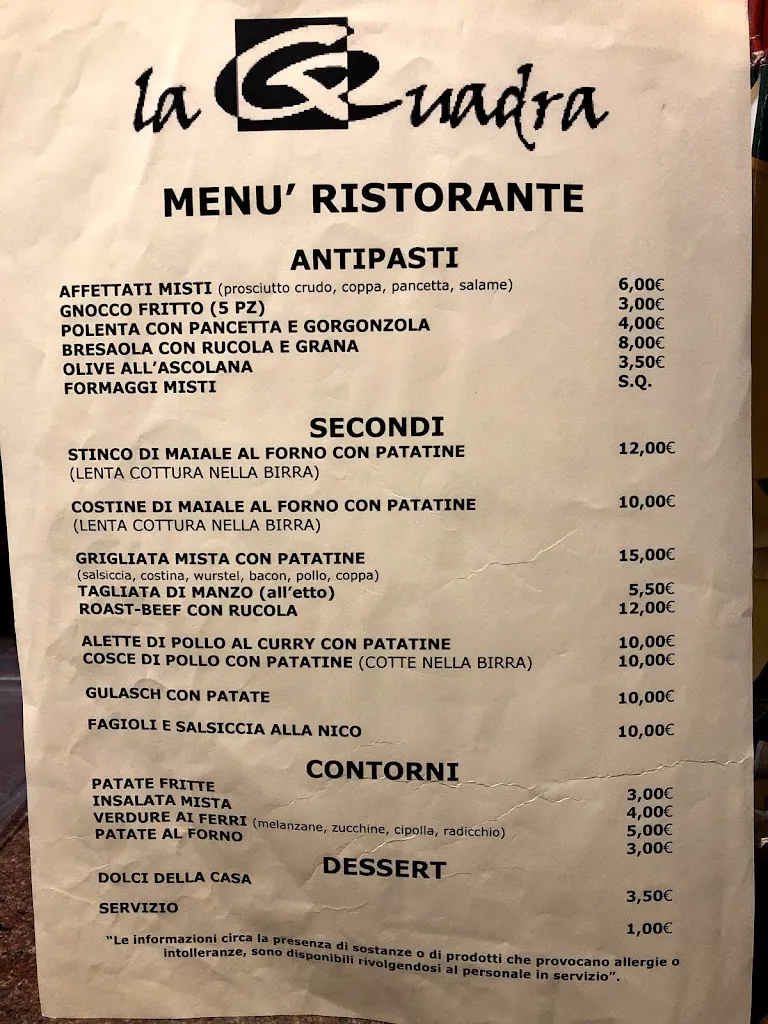 la Quadra
MENU' RISTORANTE
ANTIPASTI
AFFETTATI MISTI (prosciutto crudo, coppa, pancetta, salame) 6,00€
GNOCCO FRITTO (5 PZ) 3,00€
POLENTA CON PANCETTA E GORGONZOLA 4,00€
BRESAOLA CON RUCOLA E GRANA 8,00€
OLIVE ALL'ASCOLANA 3,50€
FORMAGGI MISTI S.Q.
SECONDI
STINCO DI MAIALE AL FORNO CON PATATINE 12,00€
(LENTA COTTURA NELLA BIRRA)
COSTINE DI MAIALE AL FORNO CON PATATINE 10,00€
(LENTA COTTURA NELLA BIRRA)
GRIGLIATA MISTA CON PATATINE 15,00€
(salsiccia, costina, wurstel, bacon, pollo, coppa)
TAGLIATA DI MANZO (all'etto) 5,50€
ROAST-BEEF CON RUCOLA 12,00€
ALETTE DI POLLO AL CURRY CON PATATINE 10,00€
COSCE DI POLLO CON PATATINE (COTTE NELLA BIRRA) 10,00€
GULASCH CON PATATE 10,00€
FAGIOLI E SALSICCIA ALLA NICO 10,00€
CONTORNI
PATATE FRITTE 3,00€
INSALATA MISTA 4,00€
VERDURE AI FERRI (melanzane, zucchine, cipolla, radicchio) 5,00€
PATATE AL FORNO 3,00€
DESSERT
DOLCI DELLA CASA 3,50€
SERVIZIO 1,00€
"Le informazioni circa la presenza di sostanze o di prodotti che provocano allergie o
intolleranze, sono disponibili rivolgendosi al personale in servizio".